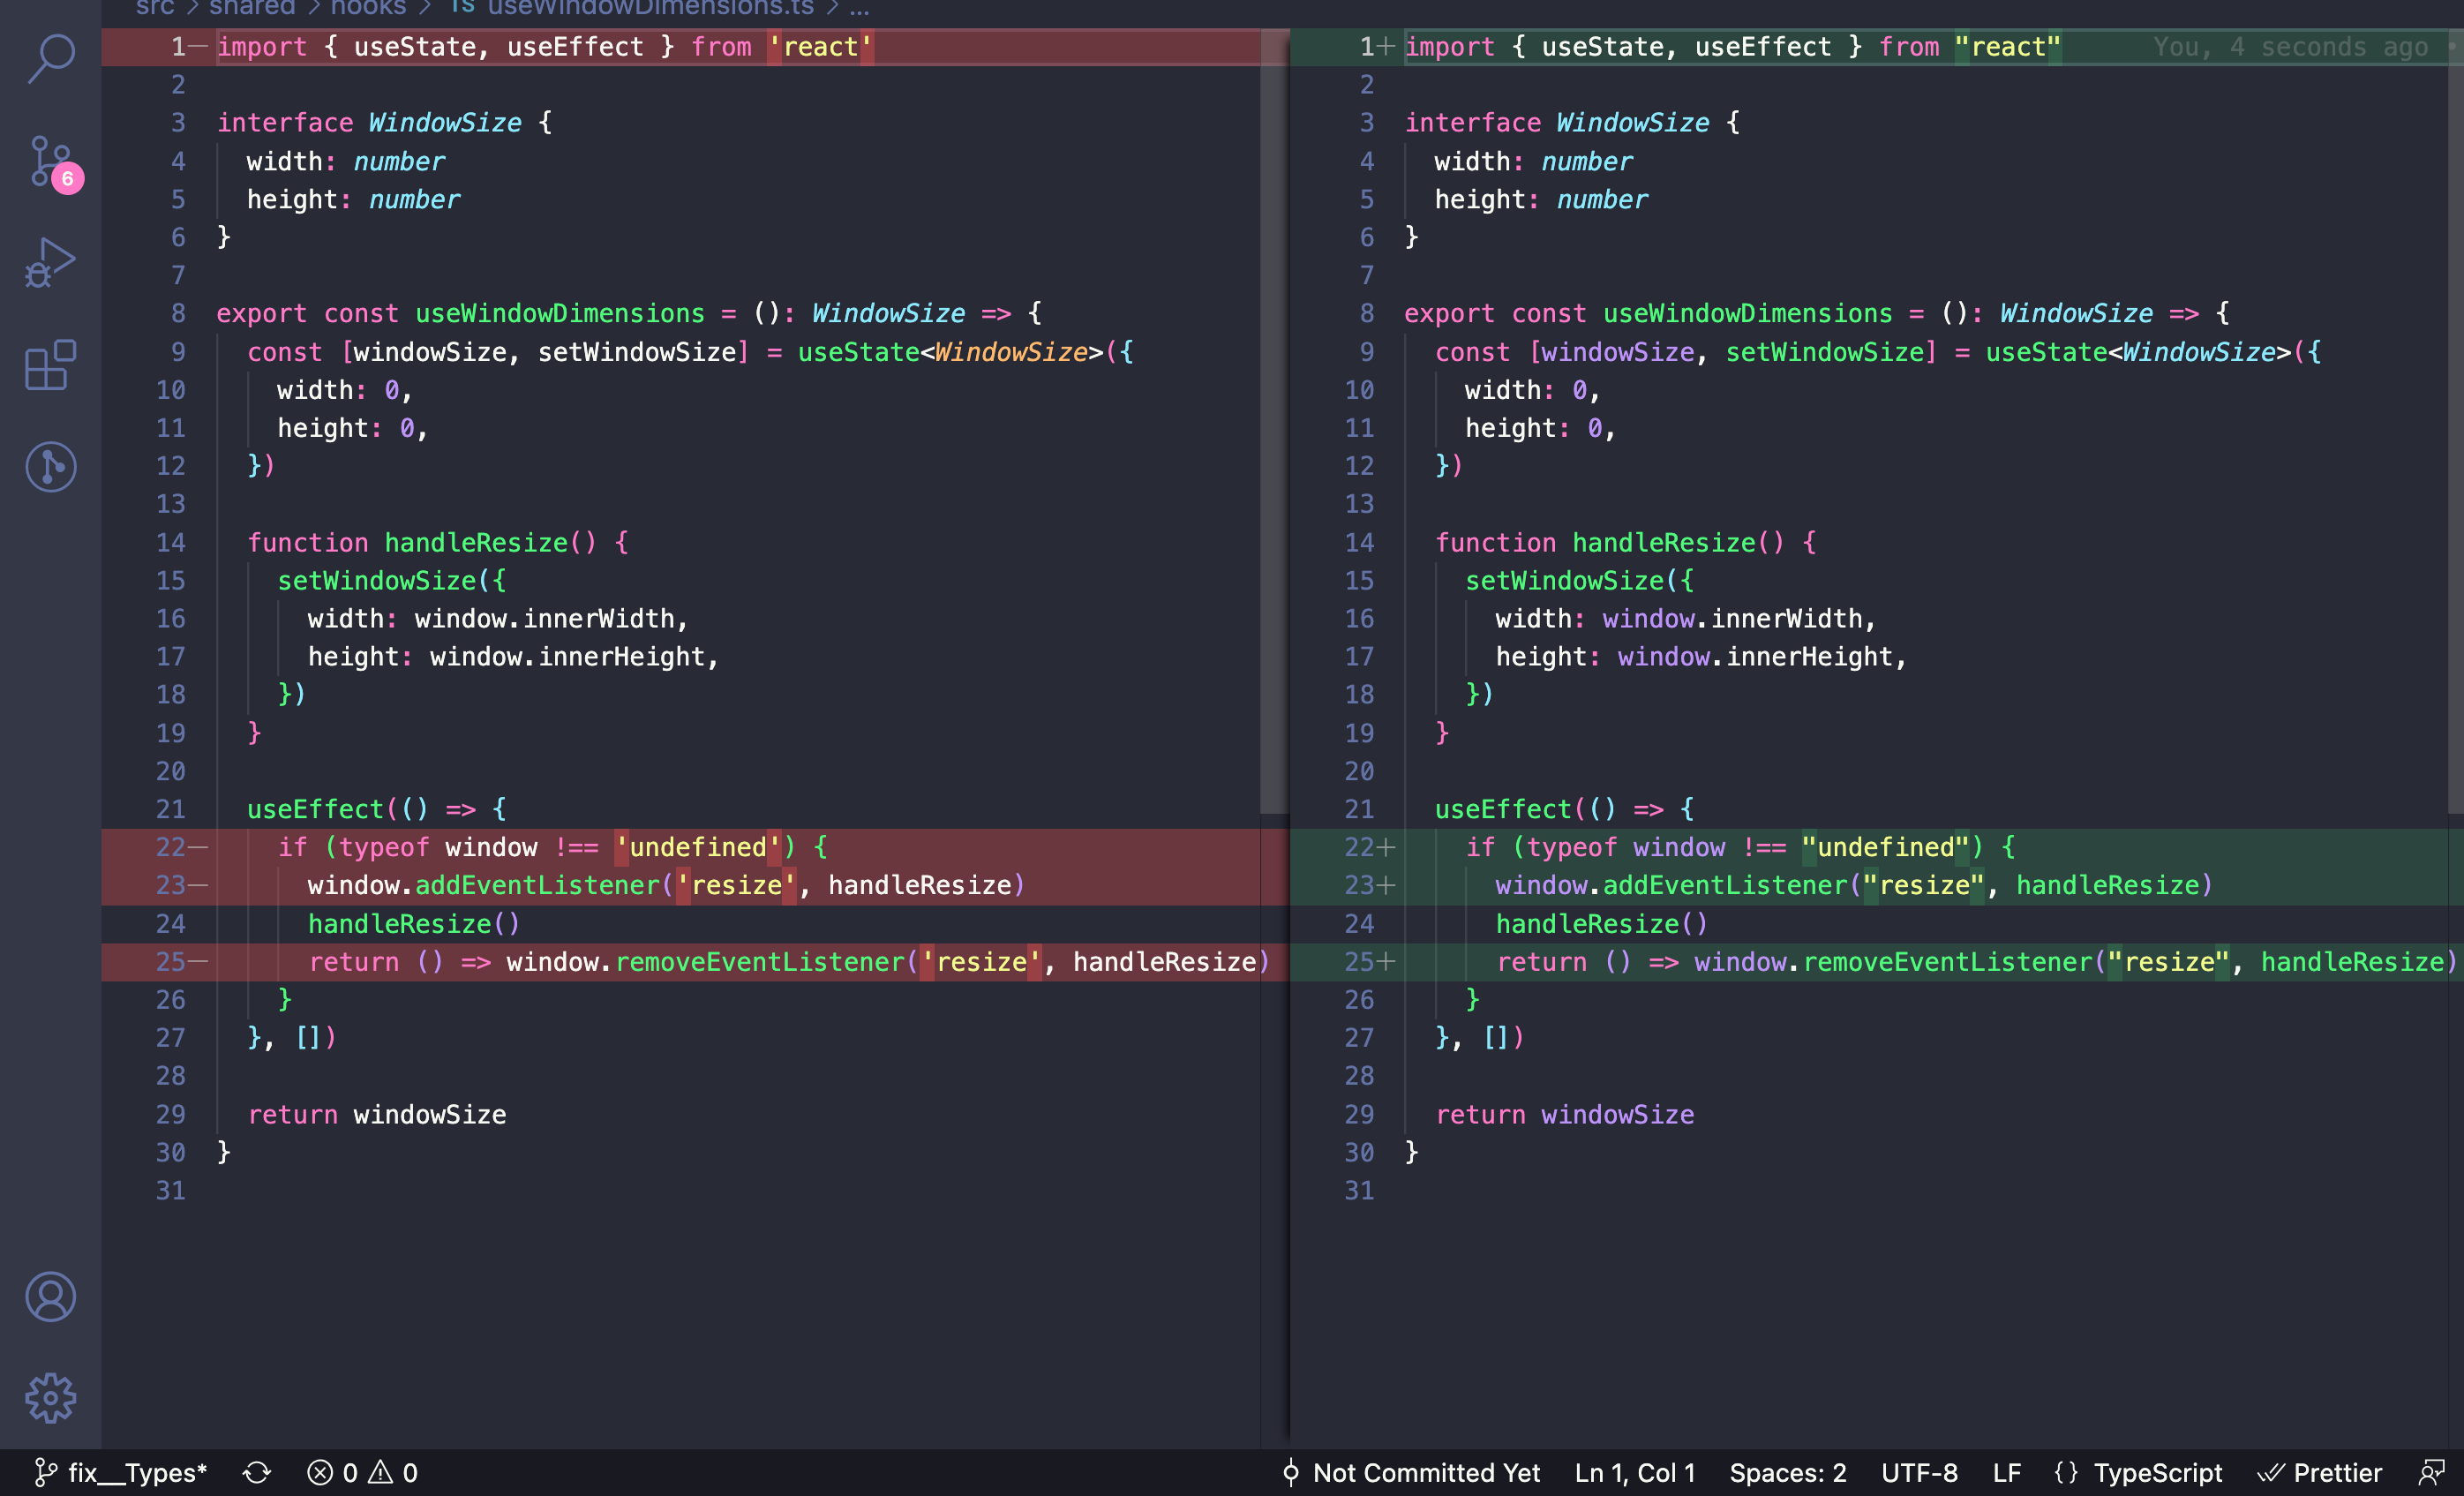 src > shared > hooks > TS useWindowDimensions.ts > ...
6
1— import { useState, useEffect } from 'react'
2
3 interface WindowSize {
4 width: number
5 height: number
6 }
7
8 export const useWindowDimensions = (): WindowSize => {
9 const [windowSize, setWindowSize] = useState<WindowSize>({
10 width: 0,
11 height: 0,
12 })
13
14 function handleResize() {
15 setWindowSize({
16 width: window.innerWidth,
17 height: window.innerHeight,
18 })
19 }
20
21 useEffect(() => {
22— if (typeof window !== 'undefined') {
23— window.addEventListener('resize', handleResize)
24 handleResize()
25— return () => window.removeEventListener('resize', handleResize)
26 }
27 }, [])
28
29 return windowSize
30 }
31
1+ import { useState, useEffect } from "react" You, 4 seconds ago •
2
3 interface WindowSize {
4 width: number
5 height: number
6 }
7
8 export const useWindowDimensions = (): WindowSize => {
9 const [windowSize, setWindowSize] = useState<WindowSize>({
10 width: 0,
11 height: 0,
12 })
13
14 function handleResize() {
15 setWindowSize({
16 width: window.innerWidth,
17 height: window.innerHeight,
18 })
19 }
20
21 useEffect(() => {
22+ if (typeof window !== "undefined") {
23+ window.addEventListener("resize", handleResize)
24 handleResize()
25+ return () => window.removeEventListener("resize", handleResize)
26 }
27 }, [])
28
29 return windowSize
30 }
31
fix__Types* 0 0 Not Committed Yet Ln 1, Col 1 Spaces: 2 UTF-8 LF {} TypeScript Prettier